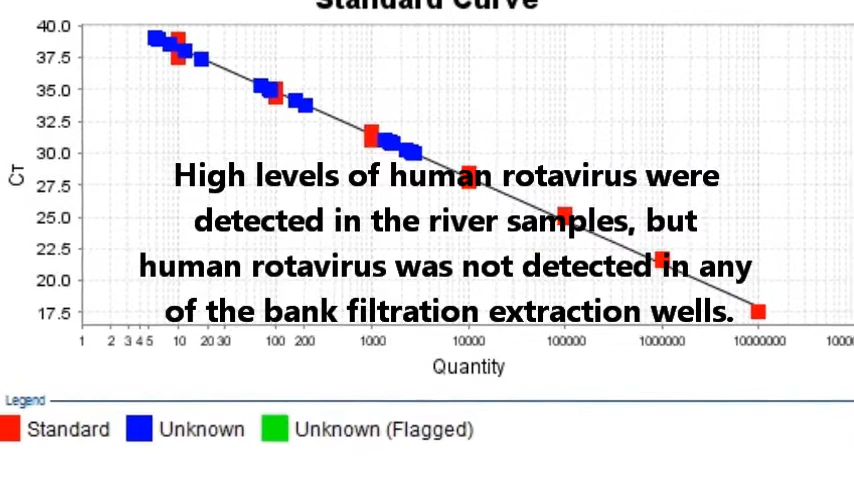 Standard Curve
40.0
37.5
35.0
32.5
30.0
27.5
25.0
22.5
20.0
17.5
CT
High levels of human rotavirus were
detected in the river samples, but
human rotavirus was not detected in any
of the bank filtration extraction wells.
1 2 3 4 5 10 20 30 100 200 1000 10000 100000 1000000 10000000 10000
Quantity
Legend
Standard Unknown Unknown (Flagged)